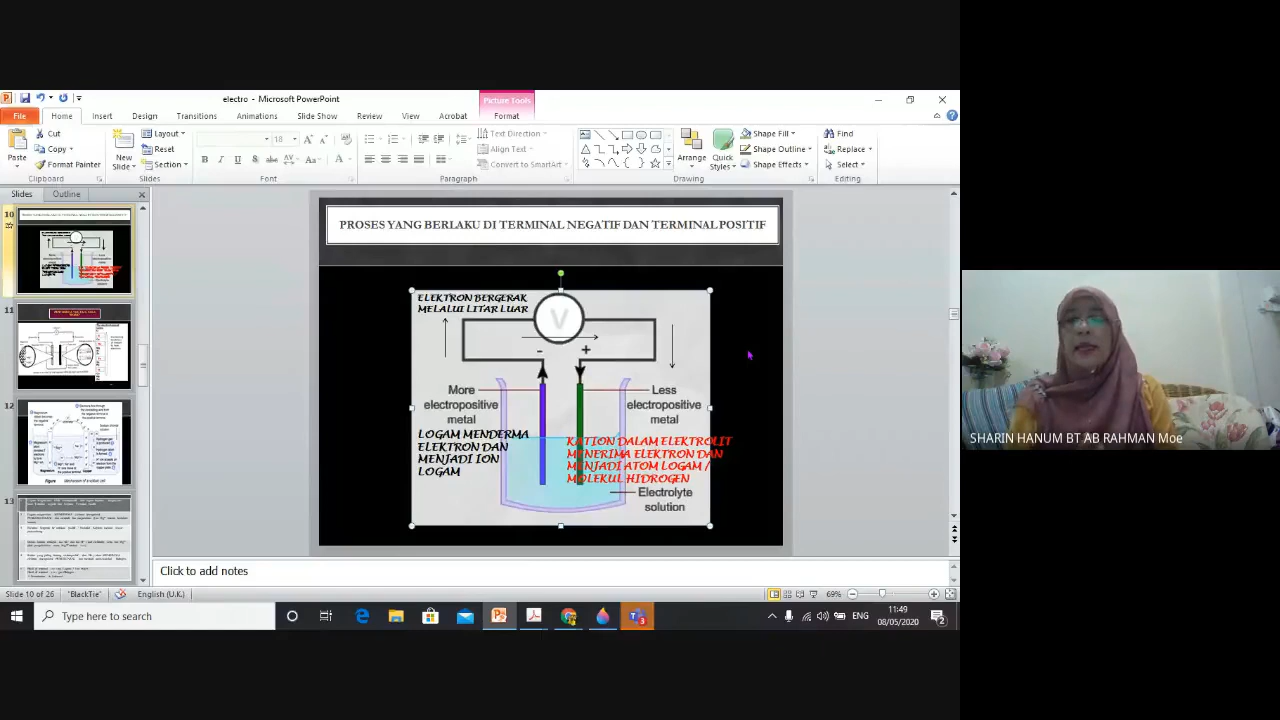 electro - Microsoft PowerPoint
Picture Tools
File
Home
Insert
Design
Transitions
Animations
Slide Show
Review
View
Acrobat
Format
Paste
Cut
Copy
Format Painter
Clipboard
New
Slide
Layout
Reset
Section
Slides
18
Font
Text Direction
Align Text
Convert to SmartArt
Paragraph
Arrange
Quick
Styles
Shape Fill
Shape Outline
Shape Effects
Drawing
Find
Replace
Select
Editing
Slides
Outline
10
11
12
13
PROSES YANG BERLAKU DI TERMINAL NEGATIF DAN TERMINAL POSITIF
ELEKTRON BERGERAK
MELALUI LITAR LUAR
V
-
+
More
electropositive
metal
Less
electropositive
metal
LOGAM MENDERMA
ELEKTRON DAN
MENJADI ION
LOGAM
KATION DALAM ELEKTROLIT
MENERIMA ELEKTRON DAN
MENJADI ATOM LOGAM /
MOLEKUL HIDROGEN
Electrolyte
solution
SHARIN HANUM BT AB RAHMAN Moe
Click to add notes
Slide 10 of 26
"BlackTie"
English (U.K.)
69%
Type here to search
ENG
11:49
08/05/2020